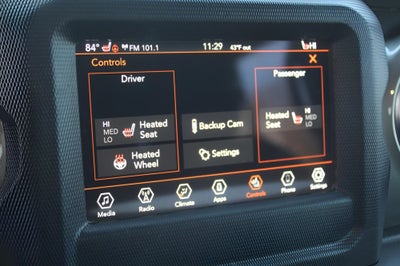 84° FM 101.1 11:29 43°F out HI
Controls X
Driver
Passenger
HI
MED
LO
Heated
Seat
Backup Cam
Heated
Seat
HI
MED
LO
Heated
Wheel
Settings
Media Radio Climate Apps Controls Phone Settings